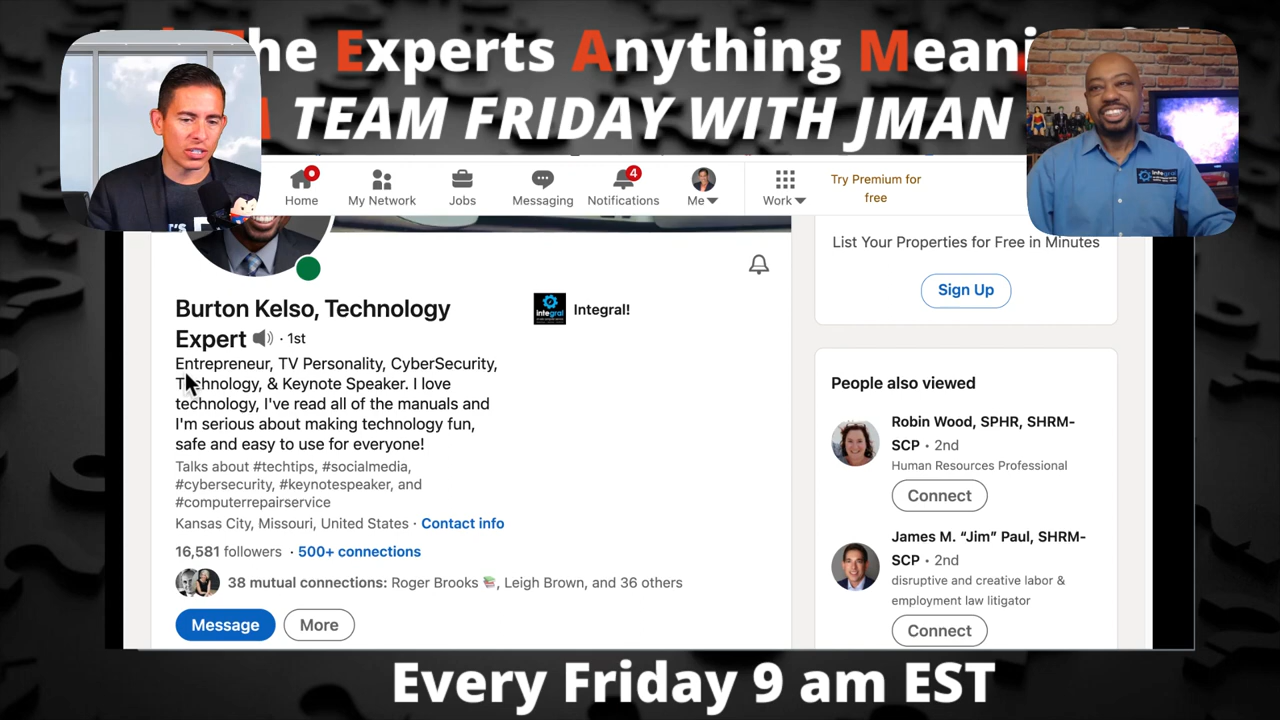 The Experts Anything Meani
TEAM FRIDAY WITH JMAN
Home
My Network
Jobs
Messaging
4
Notifications
Me
Work
Try Premium for
free
integral
List Your Properties for Free in Minutes
Sign Up
Burton Kelso, Technology
Expert · 1st
integral
Integral!
Entrepreneur, TV Personality, CyberSecurity,
Technology, & Keynote Speaker. I love
technology, I've read all of the manuals and
I'm serious about making technology fun,
safe and easy to use for everyone!
Talks about #techtips, #socialmedia,
#cybersecurity, #keynotespeaker, and
#computerrepairservice
Kansas City, Missouri, United States · Contact info
16,581 followers · 500+ connections
38 mutual connections: Roger Brooks 📚, Leigh Brown, and 36 others
Message
More
People also viewed
Robin Wood, SPHR, SHRM-
SCP · 2nd
Human Resources Professional
Connect
James M. “Jim” Paul, SHRM-
SCP · 2nd
disruptive and creative labor &
employment law litigator
Connect
Every Friday 9 am EST